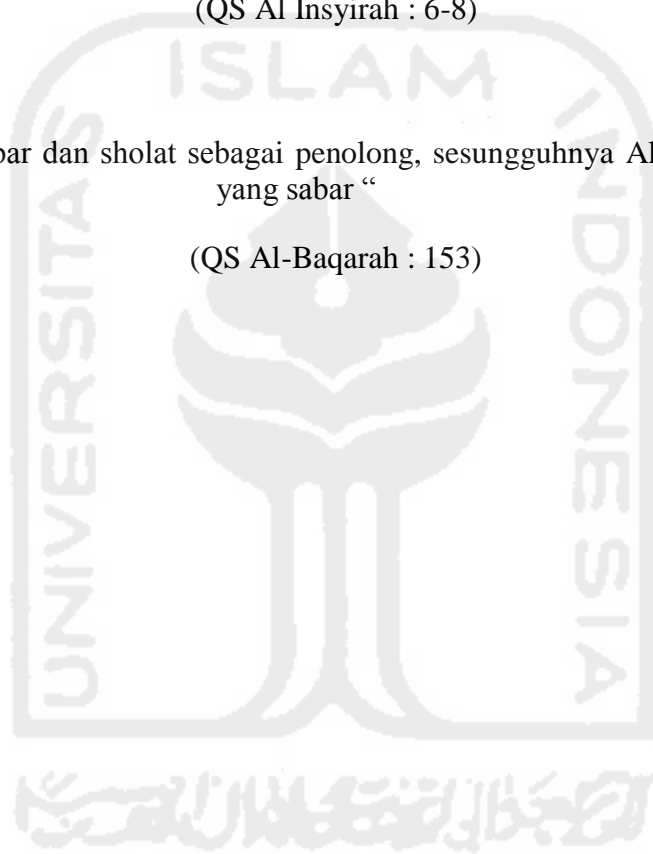 (QS Al Insyirah : 6-8)
ISLAM
bar dan sholat sebagai penolong, sesungguhnya Al
yang sabar “
(QS Al-Baqarah : 153)
UNIVERSITAS
INDONESIA